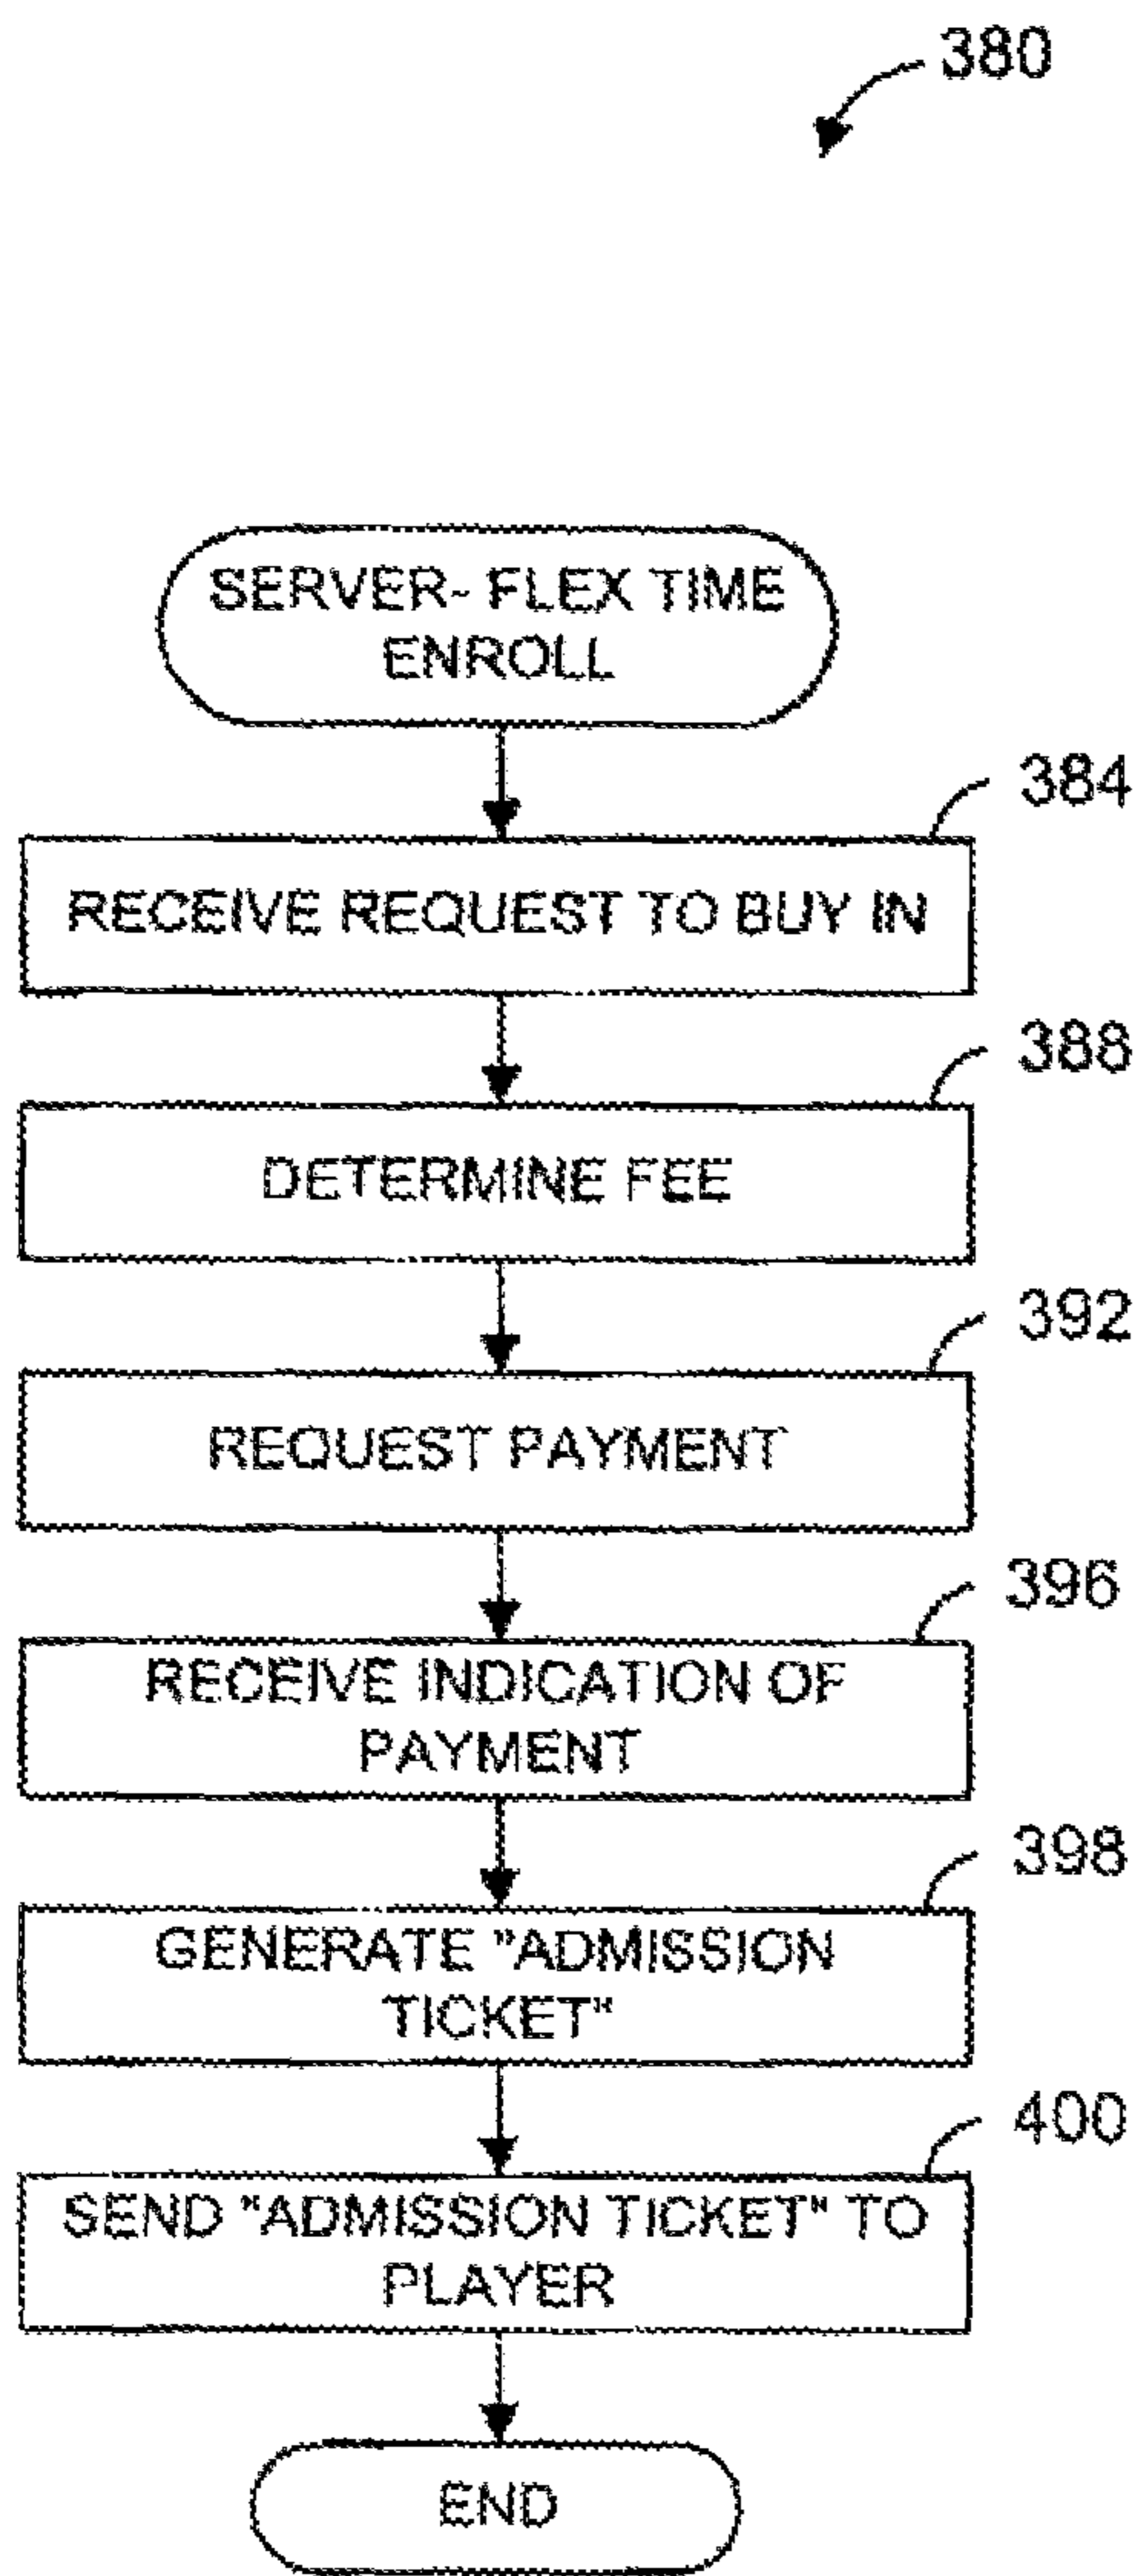 380
SERVER- FLEX TIME
ENROLL
384
RECEIVE REQUEST TO BUY IN
388
DETERMINE FEE
392
REQUEST PAYMENT
396
RECEIVE INDICATION OF
PAYMENT
398
GENERATE "ADMISSION
TICKET"
400
SEND "ADMISSION TICKET" TO
PLAYER
END